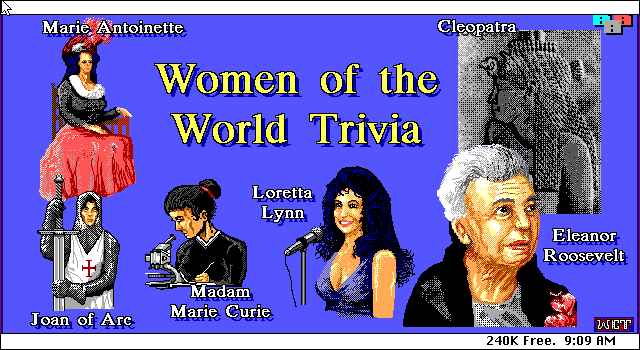 Marie Antoinette
Cleopatra
Women of the
World Trivia
Loretta
Lynn
Eleanor
Roosevelt
Madam
Marie Curie
Joan of Arc
WCT
240K Free. 9:09 AM